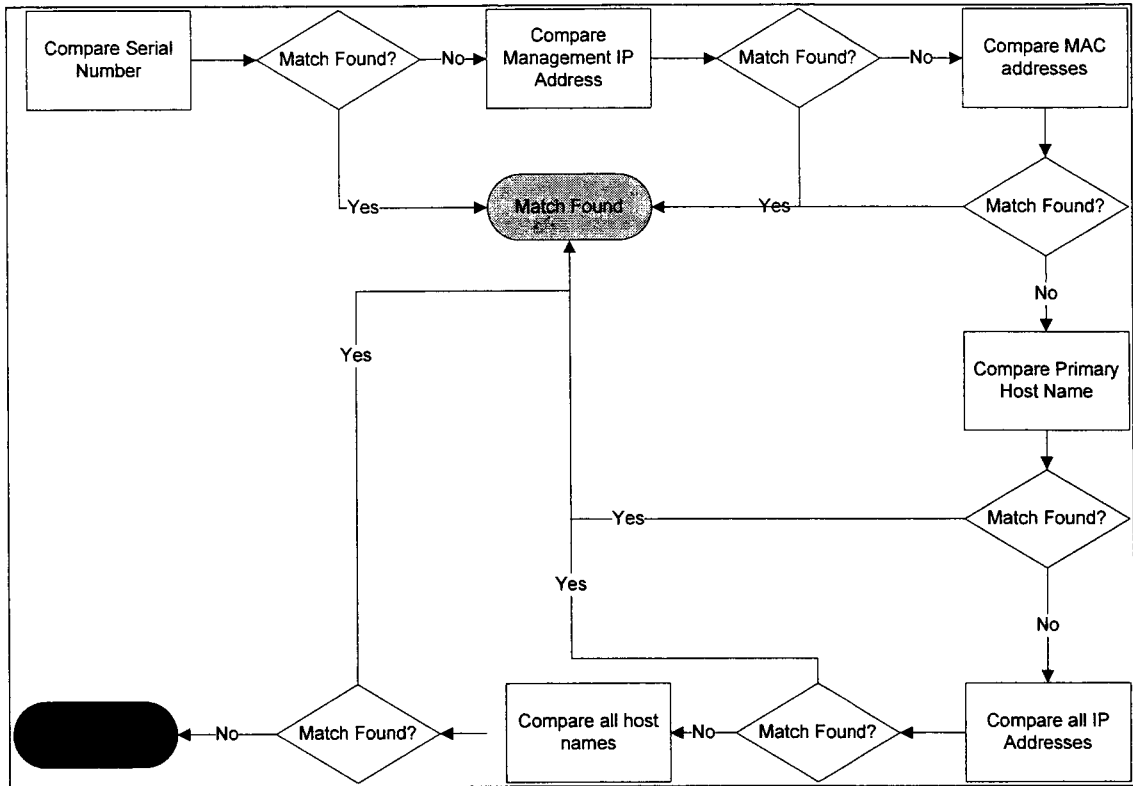 Compare Serial
Number
Match Found?
No
Compare
Management IP
Address
Match Found?
No
Compare MAC
addresses
Yes
Match Found
Yes
Match Found?
No
Yes
Compare Primary
Host Name
Yes
Match Found?
Yes
No
No
Match Found?
Compare all host
names
No
Match Found?
Compare all IP
Addresses